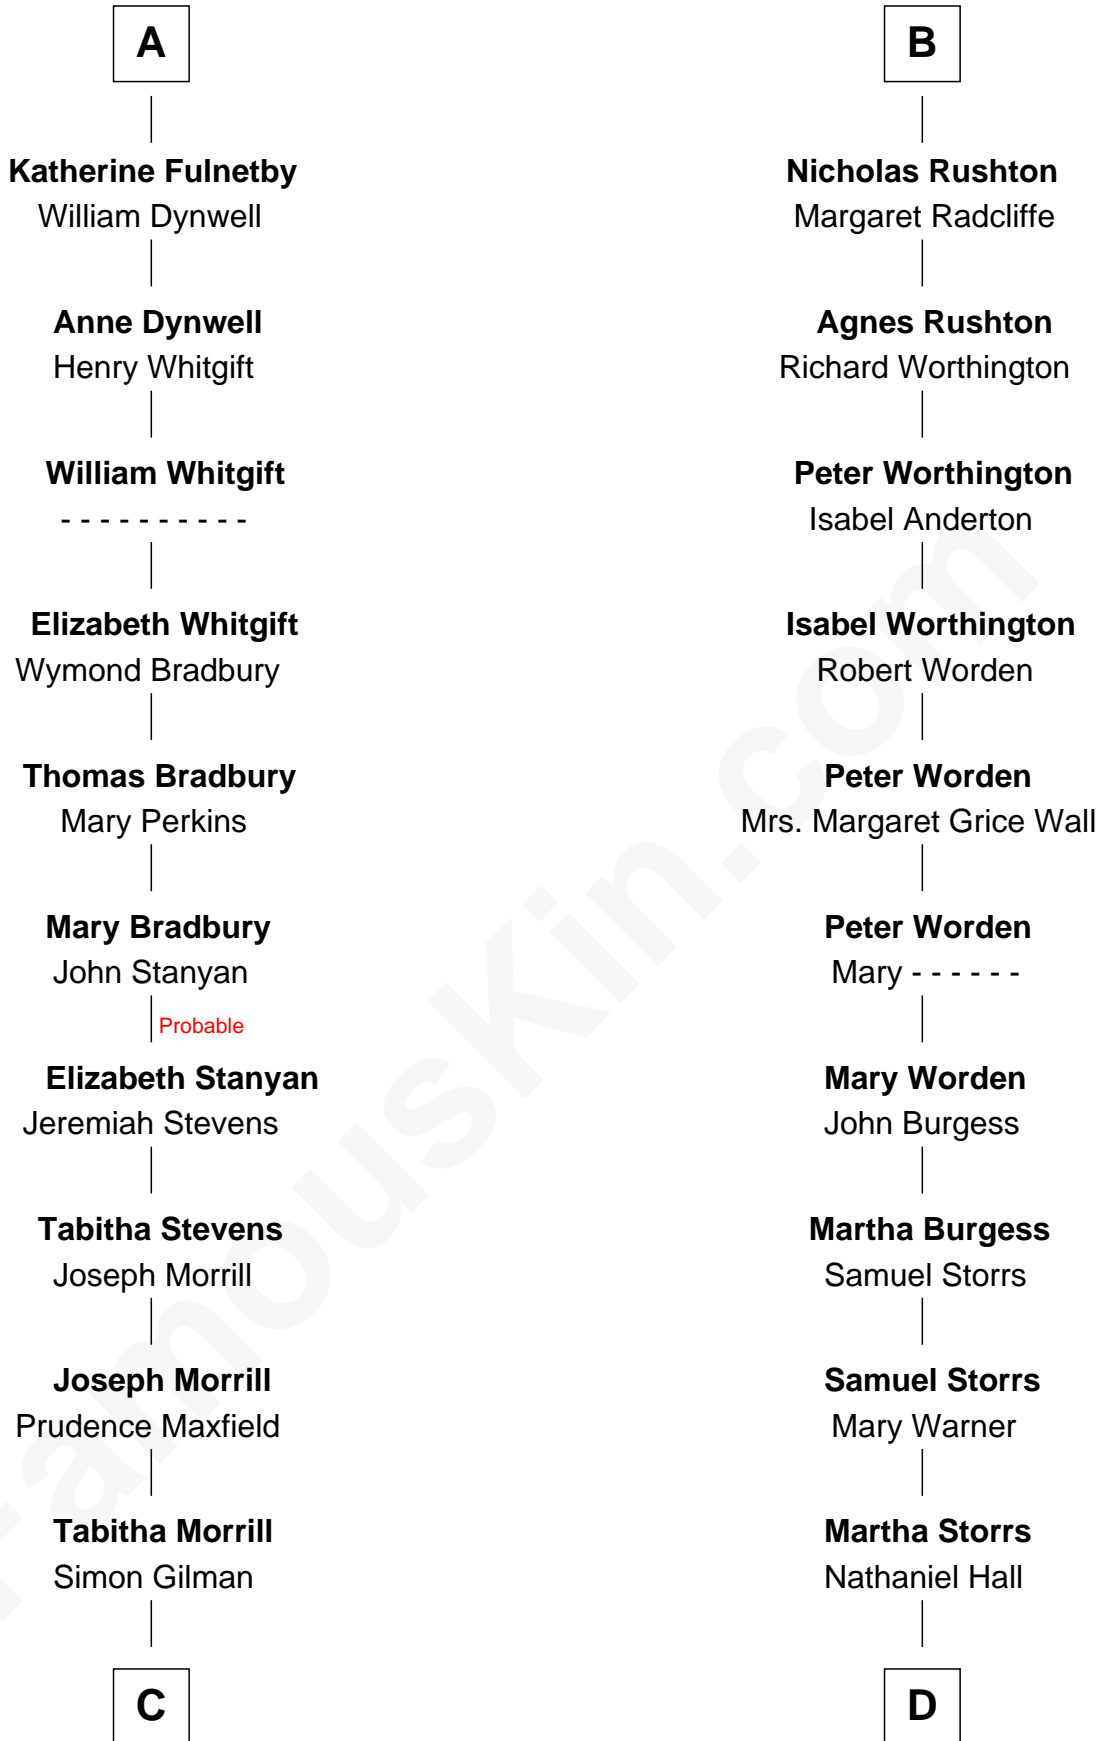 A
Katherine Fulnetby
William Dynwell
Anne Dynwell
Henry Whitgift
William Whitgift
- - - - - - - - - -
Elizabeth Whitgift
Wymond Bradbury
Thomas Bradbury
Mary Perkins
Mary Bradbury
John Stanyan
Probable
Elizabeth Stanyan
Jeremiah Stevens
Tabitha Stevens
Joseph Morrill
Joseph Morrill
Prudence Maxfield
Tabitha Morrill
Simon Gilman
C
B
Nicholas Rushton
Margaret Radcliffe
Agnes Rushton
Richard Worthington
Peter Worthington
Isabel Anderton
Isabel Worthington
Robert Worden
Peter Worden
Mrs. Margaret Grice Wall
Peter Worden
Mary - - - - - -
Mary Worden
John Burgess
Martha Burgess
Samuel Storrs
Samuel Storrs
Mary Warner
Martha Storrs
Nathaniel Hall
D
FamousKin.com